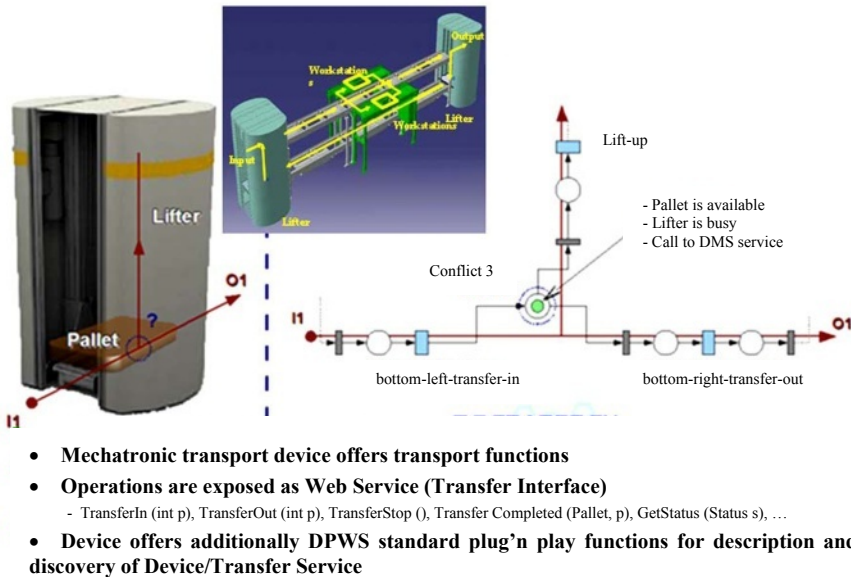 Output
Workstation
s
Workstations
Lifter
Input
Lifter
Lifter
O1
?
Pallet
I1
Lift-up
- Pallet is available
- Lifter is busy
- Call to DMS service
Conflict 3
I1
O1
bottom-left-transfer-in
bottom-right-transfer-out
• Mechatronic transport device offers transport functions
• Operations are exposed as Web Service (Transfer Interface)
- TransferIn (int p), TransferOut (int p), TransferStop (), Transfer Completed (Pallet, p), GetStatus (Status s), …
• Device offers additionally DPWS standard plug'n play functions for description and
discovery of Device/Transfer Service